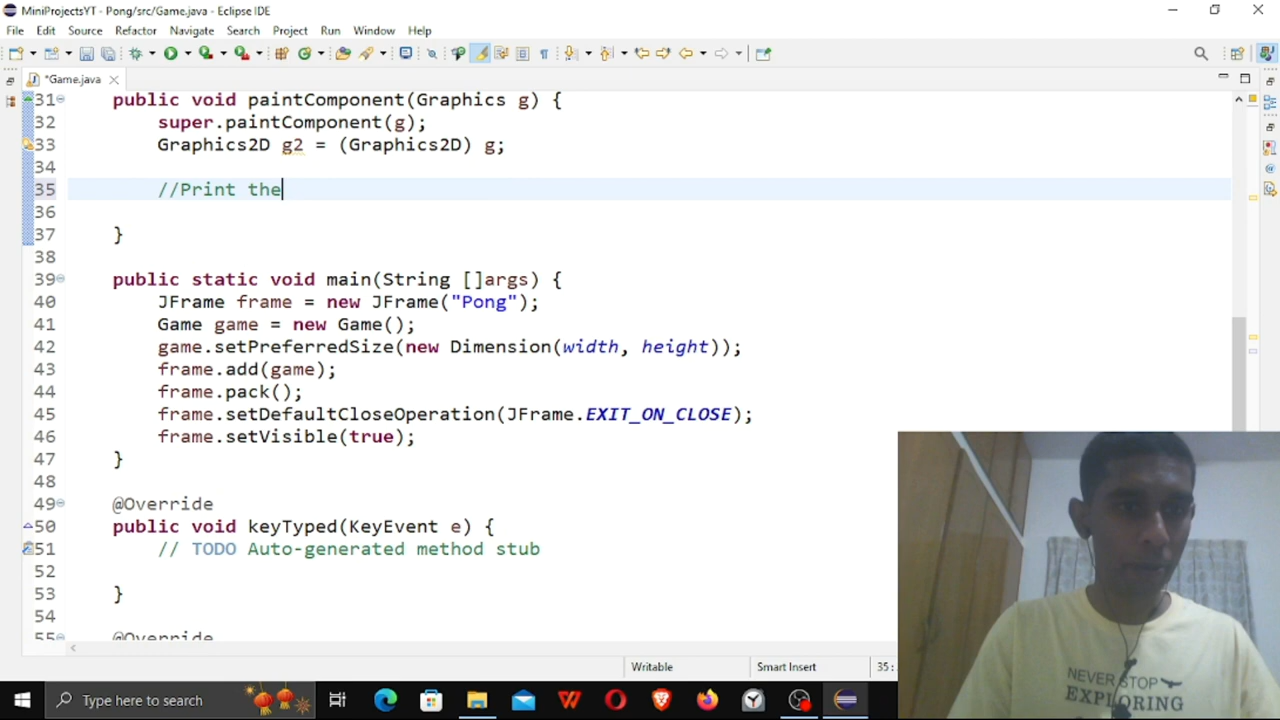 MiniProjectsYT - Pong/src/Game.java - Eclipse IDE
File Edit Source Refactor Navigate Search Project Run Window Help
*Game.java
31 public void paintComponent(Graphics g) {
32 super.paintComponent(g);
33 Graphics2D g2 = (Graphics2D) g;
34
35 //Print the
36
37 }
38
39 public static void main(String []args) {
40 JFrame frame = new JFrame("Pong");
41 Game game = new Game();
42 game.setPreferredSize(new Dimension(width, height));
43 frame.add(game);
44 frame.pack();
45 frame.setDefaultCloseOperation(JFrame.EXIT_ON_CLOSE);
46 frame.setVisible(true);
47 }
48
49 @Override
50 public void keyTyped(KeyEvent e) {
51 // TODO Auto-generated method stub
52
53 }
54
55 @Override
NEVER STOP
EXPLORING
Writable Smart Insert 35:
Type here to search